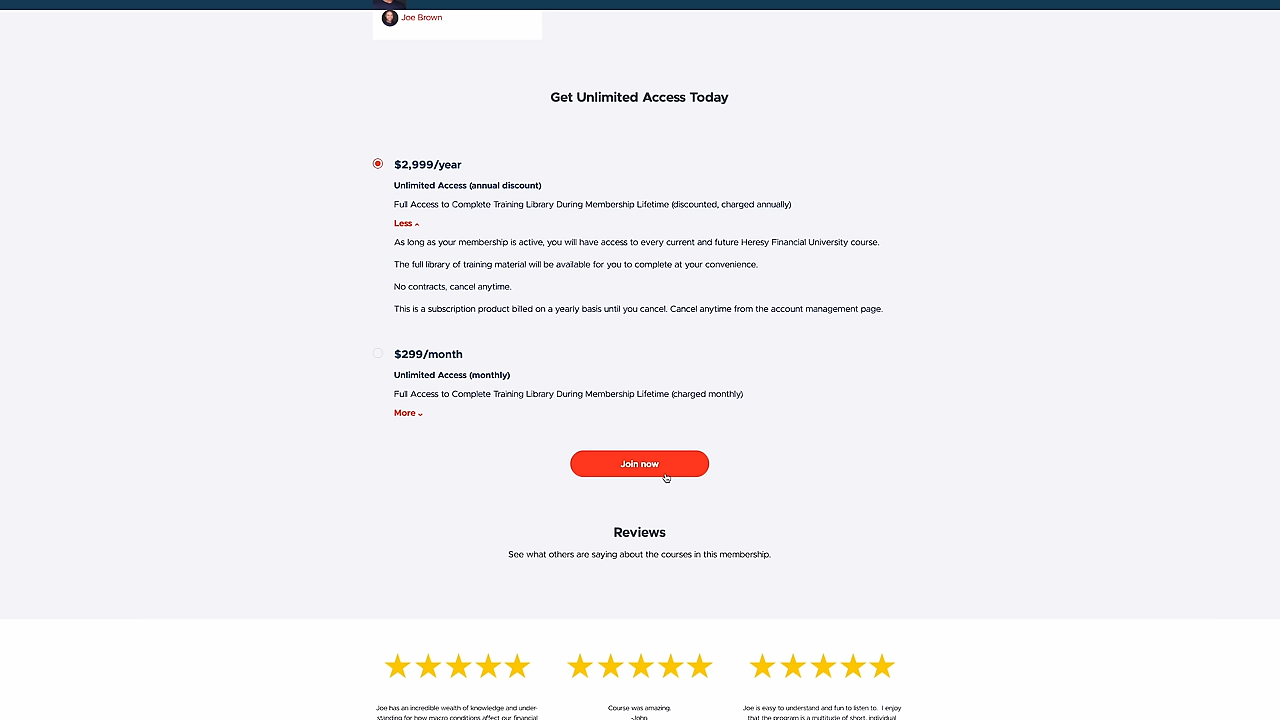 Joe Brown
Get Unlimited Access Today
$2,999/year
Unlimited Access (annual discount)
Full Access to Complete Training Library During Membership Lifetime (discounted, charged annually)
Less
As long as your membership is active, you will have access to every current and future Heresy Financial University course.
The full library of training material will be available for you to complete at your convenience.
No contracts, cancel anytime.
This is a subscription product billed on a yearly basis until you cancel. Cancel anytime from the account management page.
$299/month
Unlimited Access (monthly)
Full Access to Complete Training Library During Membership Lifetime (charged monthly)
More
Join now
Reviews
See what others are saying about the courses in this membership.
Joe has an incredible wealth of knowledge and under-
standing for how macro conditions affect our financial
Course was amazing.
-John
Joe is easy to understand and fun to listen to. I enjoy
that the program is a multitude of short, individual